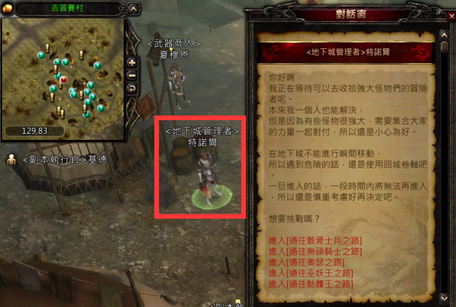 吉普賽村
129,83
<武器商人>
夏穆恩
<地下城管理者>
特諾爾
<副本執行官>基德
對話窗
<地下城管理者>特諾爾
你好啊,
我正在等待可以去收拾強大怪物們的冒險
者呢。
本來我一個人也能解決,
但是因為有些怪物很強大,需要集合大家
的力量一起對付,所以還是小心為好。
在地下城不能進行瞬間移動。
所以遇到危險的話,還是使用回城卷軸吧
。
一旦進入的話,一段時間內將無法再進入
,所以還是慎重考慮好再決定吧。
想要挑戰嗎?
進入[通往骸骨士兵之路]
進入[通往無頭騎士之路]
進入[通往奧瑟之路]
進入[通往巫妖王之路]
進入[通往骷髏王之路]